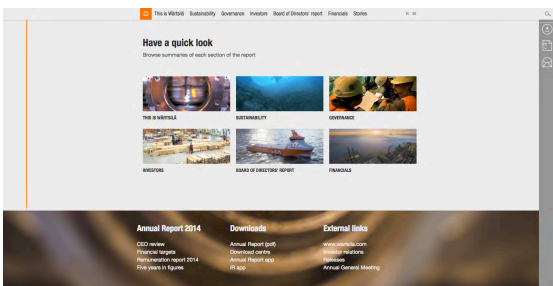 This is Wärtsilä Sustainability Governance Investors Board of Directors' report Financials Stories
Have a quick look
Browse summaries of each section of the report
THIS IS WÄRTSILÄ SUSTAINABILITY GOVERNANCE
INVESTORS BOARD OF DIRECTORS' REPORT FINANCIALS
Annual Report 2014 Downloads External links
CEO review Annual Report (pdf) www.wartsila.com
Financial targets Download centre Investor relations
Remuneration report 2014 Annual Report app Releases
Five years in figures IR app Annual General Meeting